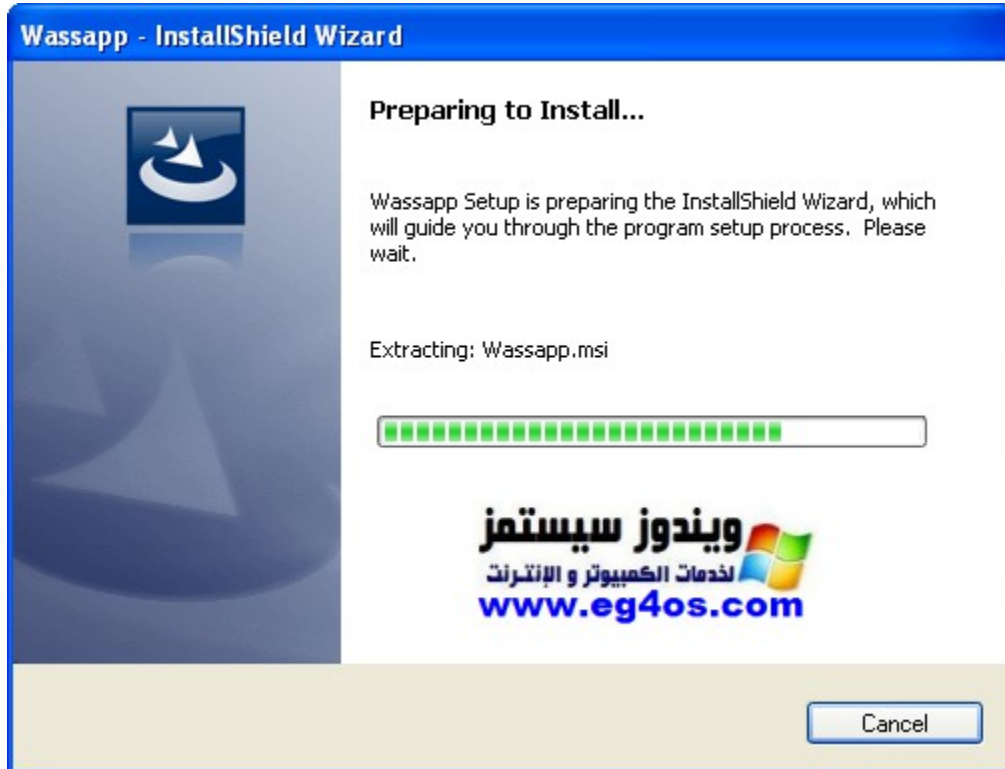 Wassapp - InstallShield Wizard
Preparing to Install...
Wassapp Setup is preparing the InstallShield Wizard, which
will guide you through the program setup process.  Please
wait.
Extracting: Wassapp.msi
ويندوز سيستمز
لخدمات الكمبيوتر و الإنترنت
www.eg4os.com
Cancel